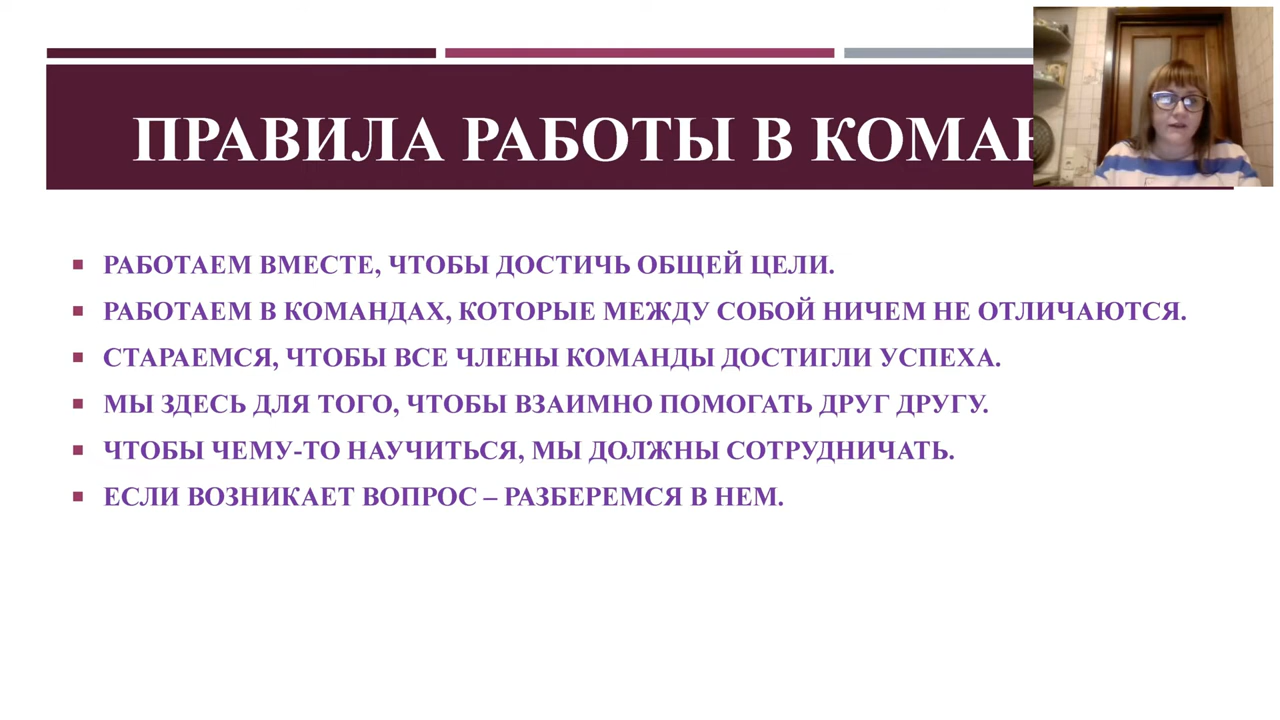 ПРАВИЛА РАБОТЫ В
РАБОТАЕМ ВМЕСТЕ, ЧТОБЫ ДОСТИЧЬ ОБЩЕЙ ЦЕЛИ.
РАБОТАЕМ В КОМАНДАХ, КОТОРЫЕ МЕЖДУ СОБОЙ НИЧЕМ НЕ ОТЛИЧАЮТСЯ.
СТАРАЕМСЯ, ЧТОБЫ ВСЕ ЧЛЕНЫ КОМАНДЫ ДОСТИГЛИ УСПЕХА.
МЫ ЗДЕСЬ ДЛЯ ТОГО, ЧТОБЫ ВЗАИМНО ПОМОГАТЬ ДРУГ ДРУГУ.
ЧТОБЫ ЧЕМУ-ТО НАУЧИТЬСЯ, МЫ ДОЛЖНЫ СОТРУДНИЧАТЬ.
ЕСЛИ ВОЗНИКАЕТ ВОПРОС – РАЗБЕРЕМСЯ В НЕМ.